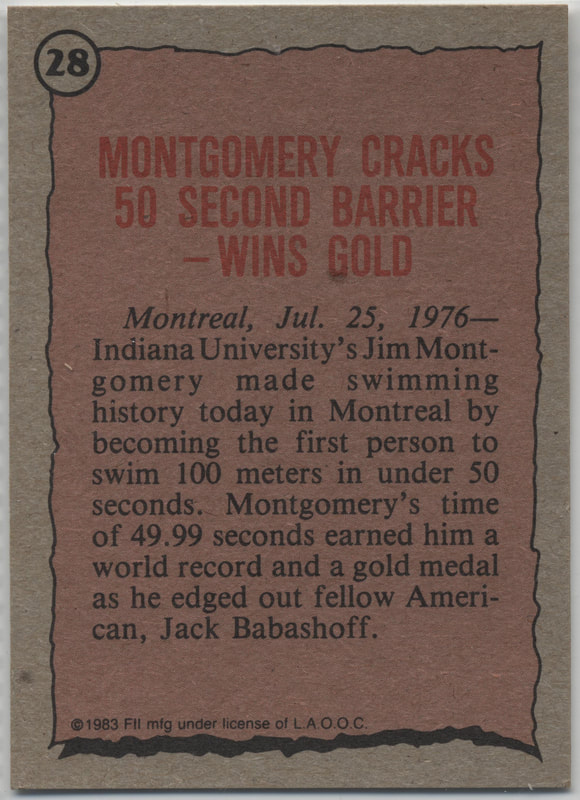 28
MONTGOMERY CRACKS
50 SECOND BARRIER
–WINS GOLD
Montreal, Jul. 25, 1976—
Indiana University's Jim Mont-
gomery made swimming
history today in Montreal by
becoming the first person to
swim 100 meters in under 50
seconds. Montgomery's time
of 49.99 seconds earned him a
world record and a gold medal
as he edged out fellow Ameri-
can, Jack Babashoff.
©1983 FII mfg under license of L.A.O.O.C.